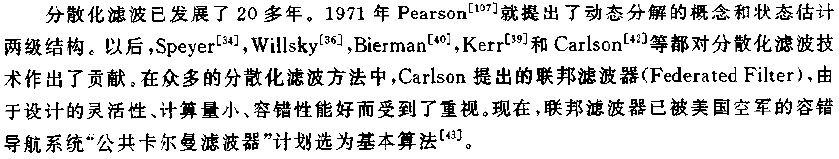 分散化滤波已发展了 20 多年。1971 年 Pearson[107]就提出了动态分解的概念和状态估计
两级结构。以后,Speyer[34],Willsky[36],Bierman[40],Kerr[39]和 Carlson[42]等都对分散化滤波技
术作出了贡献。在众多的分散化滤波方法中,Carlson 提出的联邦滤波器(Federated Filter),由
于设计的灵活性、计算量小、容错性能好而受到了重视。现在,联邦滤波器已被美国空军的容错
导航系统“公共卡尔曼滤波器”计划选为基本算法[43]。